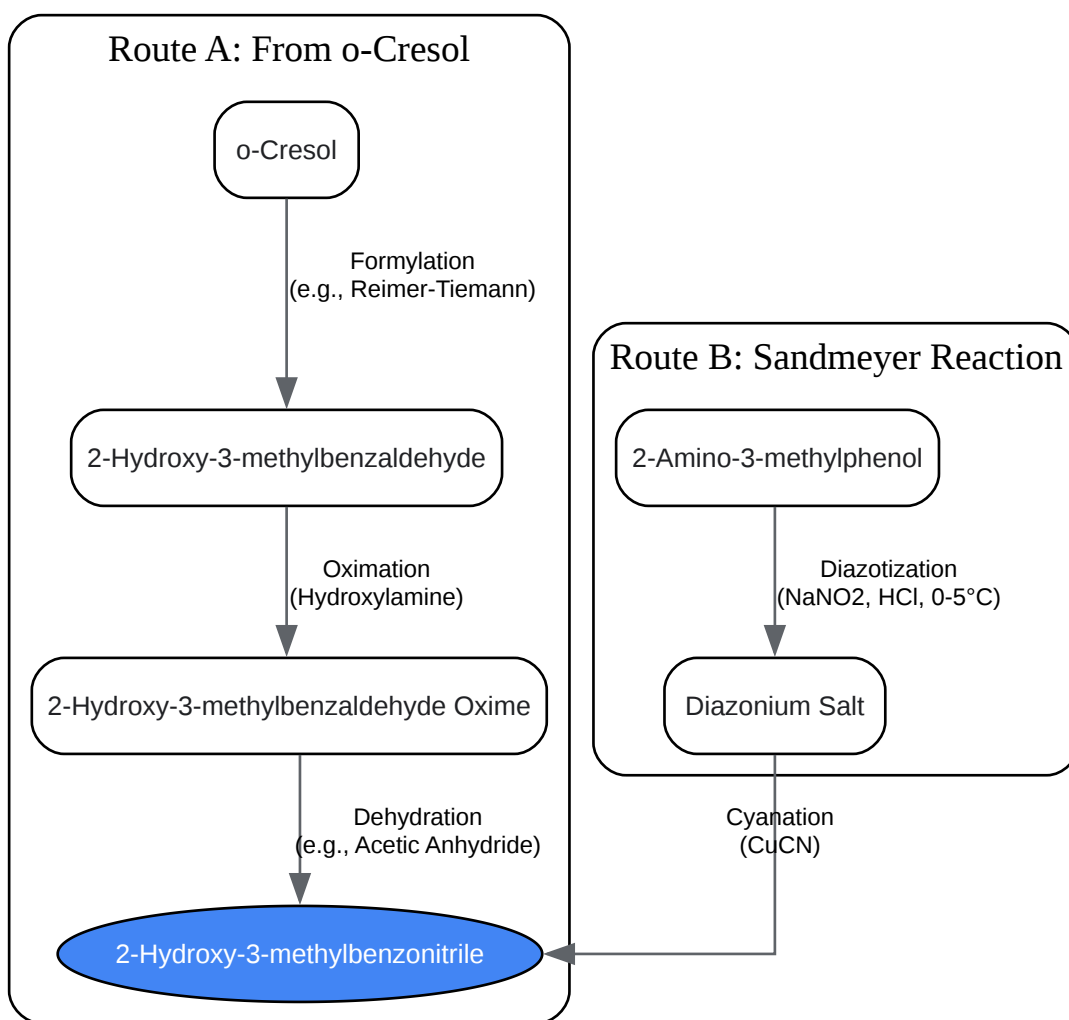 Route A: From o-Cresol
o-Cresol
Formylation
(e.g., Reimer-Tiemann)
2-Hydroxy-3-methylbenzaldehyde
Oximation
(Hydroxylamine)
2-Hydroxy-3-methylbenzaldehyde Oxime
Dehydration
(e.g., Acetic Anhydride)
2-Hydroxy-3-methylbenzonitrile
Route B: Sandmeyer Reaction
2-Amino-3-methylphenol
Diazotization
(NaNO2, HCl, 0-5°C)
Diazonium Salt
Cyanation
(CuCN)